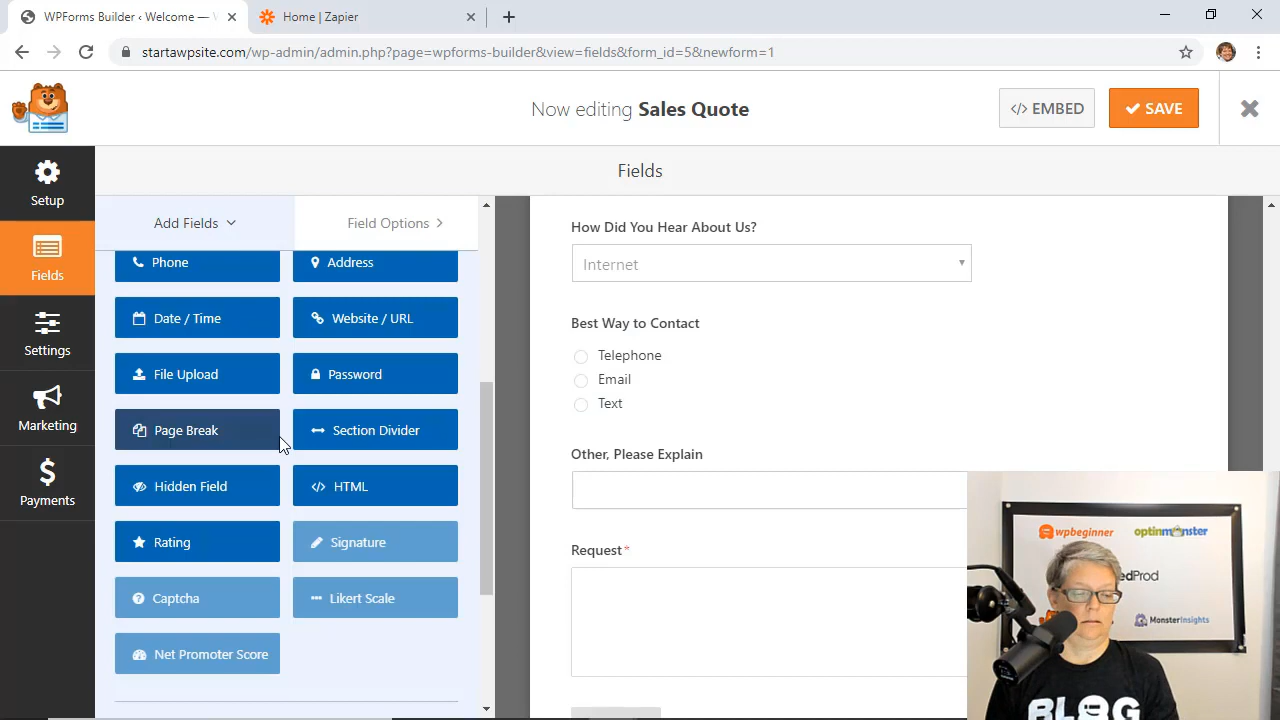 WPForms Builder ‹ Welcome —
Home | Zapier
startawpsite.com/wp-admin/admin.php?page=wpforms-builder&view=fields&form_id=5&newform=1
Now editing Sales Quote
</> EMBED
SAVE
Setup
Fields
Settings
Marketing
Payments
Fields
Add Fields
Field Options
Phone
Address
Date / Time
Website / URL
File Upload
Password
Page Break
Section Divider
Hidden Field
</> HTML
Rating
Signature
Captcha
Likert Scale
Net Promoter Score
How Did You Hear About Us?
Internet
Best Way to Contact
Telephone
Email
Text
Other, Please Explain
Request*
wpbeginner
optinmonster
edProd
MonsterInsights
BLOG